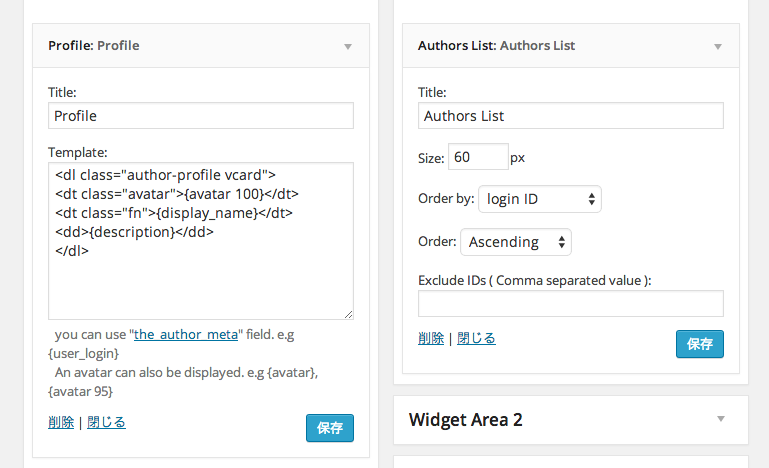 Profile: Profile
Title:
Profile
Template:
<dl class="author-profile vcard">
<dt class="avatar">{avatar 100}</dt>
<dt class="fn">{display_name}</dt>
<dd>{description}</dd>
</dl>
you can use "the_author_meta" field. e.g
{user_login}
An avatar can also be displayed. e.g {avatar},
{avatar 95}
削除 | 閉じる
保存
Authors List: Authors List
Title:
Authors List
Size: 60 px
Order by: login ID
Order: Ascending
Exclude IDs ( Comma separated value ):
削除 | 閉じる
保存
Widget Area 2